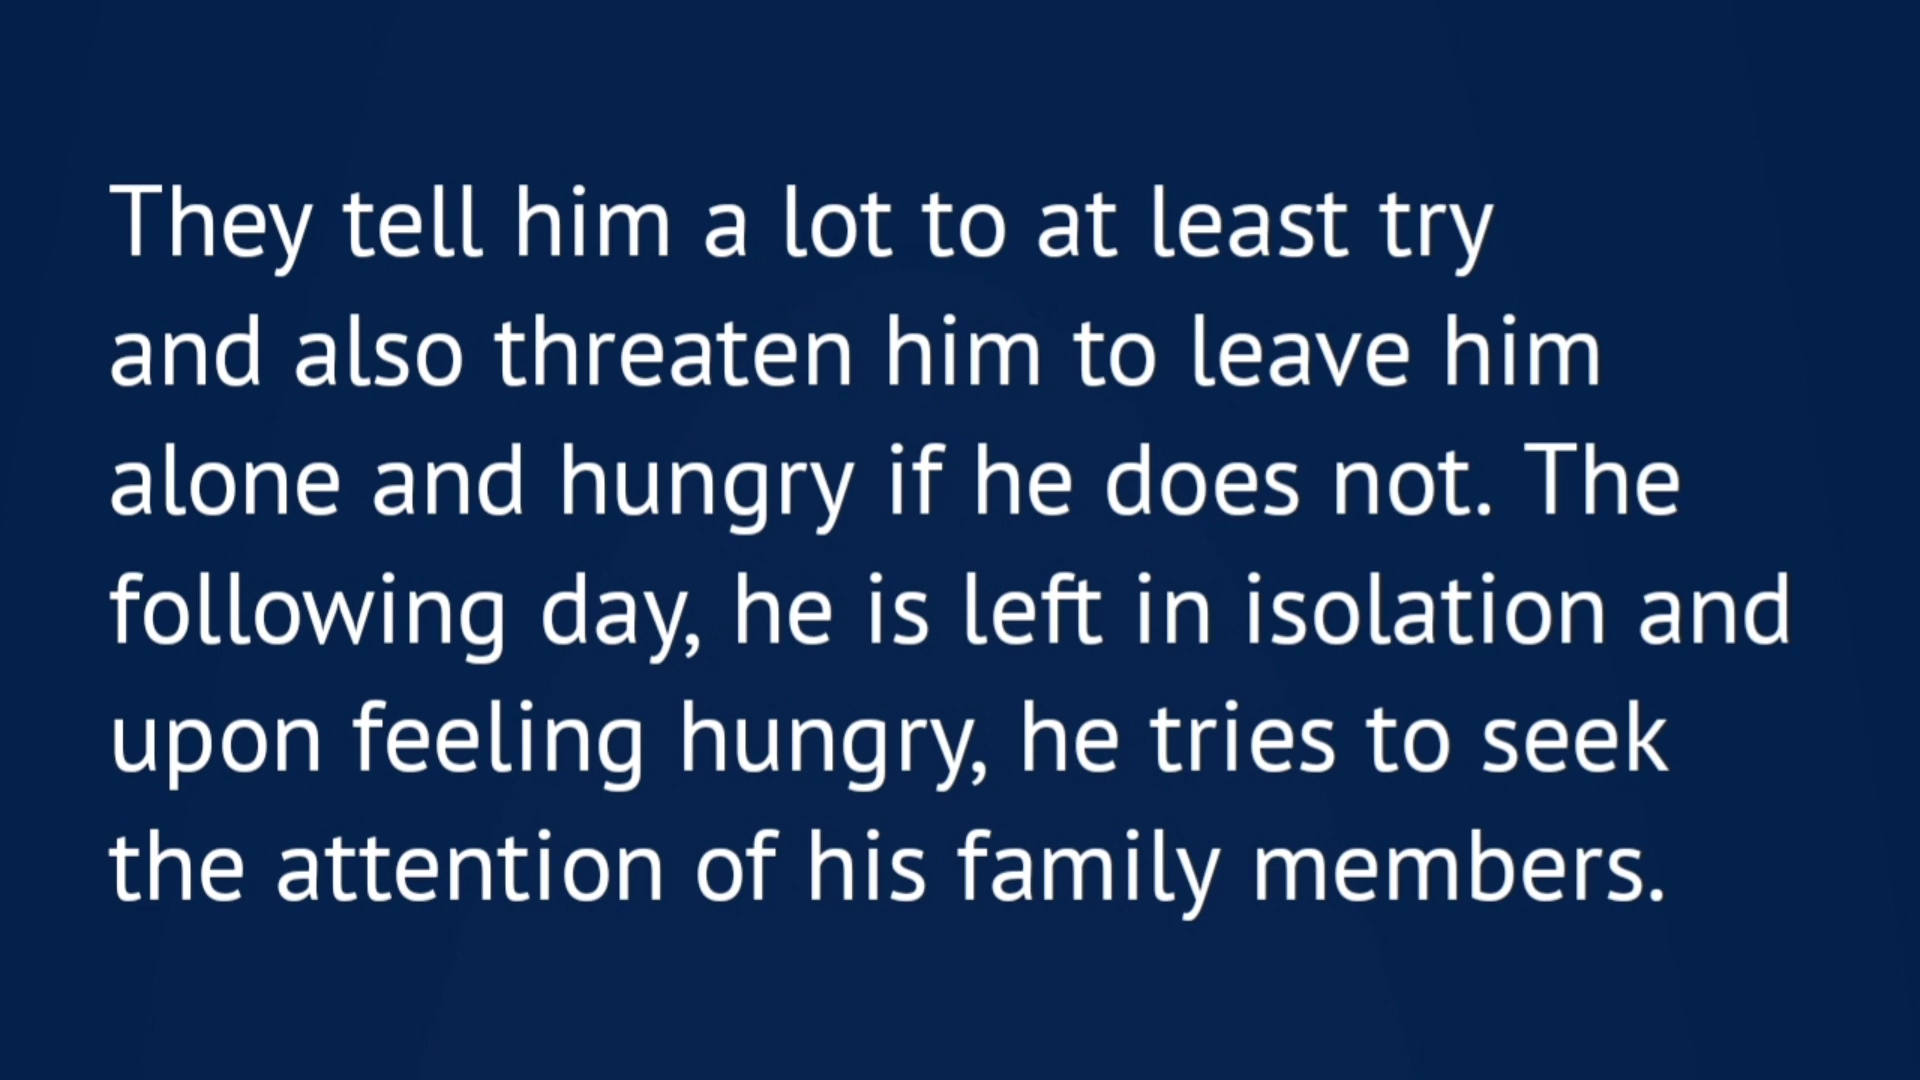 They tell him a lot to at least try
and also threaten him to leave him
alone and hungry if he does not. The
following day, he is left in isolation and
upon feeling hungry, he tries to seek
the attention of his family members.